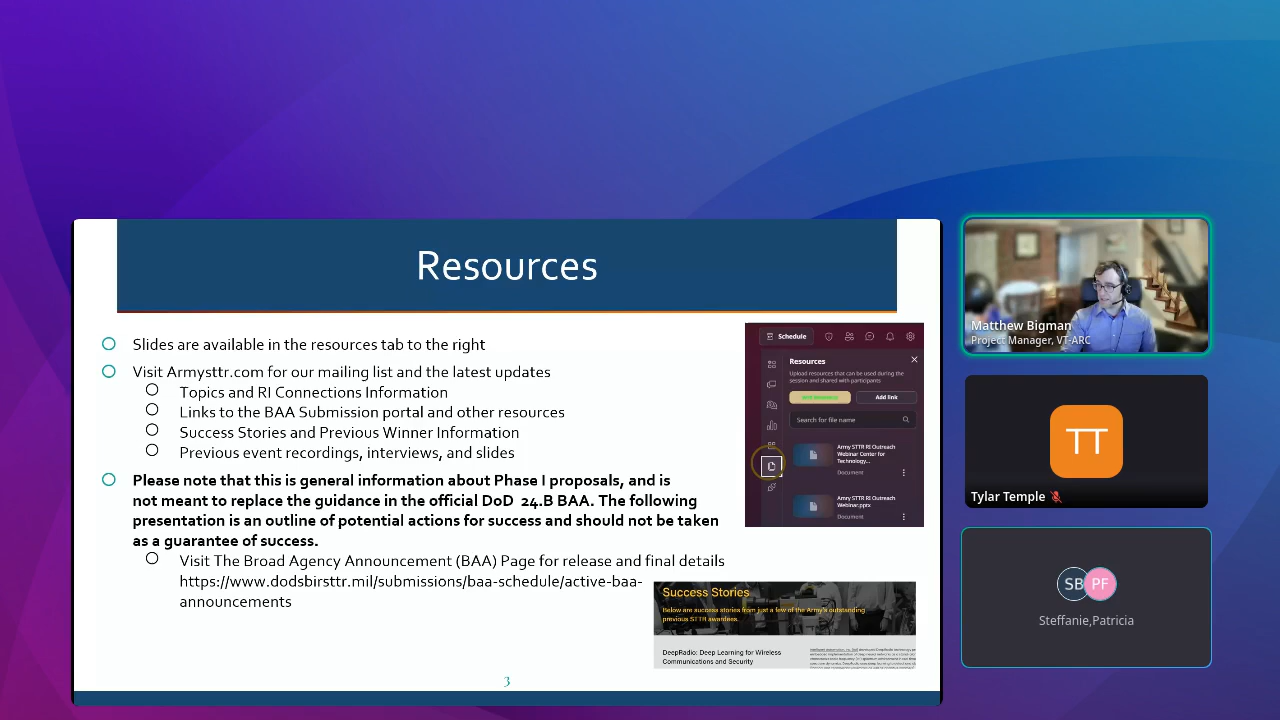 Resources
Slides are available in the resources tab to the right
Visit Armysttr.com for our mailing list and the latest updates
Topics and RI Connections Information
Links to the BAA Submission portal and other resources
Success Stories and Previous Winner Information
Previous event recordings, interviews, and slides
Please note that this is general information about Phase I proposals, and is
not meant to replace the guidance in the official DoD 24.B BAA. The following
presentation is an outline of potential actions for success and should not be taken
as a guarantee of success.
Visit The Broad Agency Announcement (BAA) Page for release and final details
https://www.dodsbirsttr.mil/submissions/baa-schedule/active-baa-
announcements
3
Schedule
Resources
Upload resources that can be used during the
session and shared with participants
Add link
Search for file name
Army STTR RI Outreach
Webinar Center for
Technology...
Document
Amry STTR RI Outreach
Webinar.pptx
Document
Success Stories
Below are success stories from just a few of the Army's outstanding
previous STTR awardees.
DeepRadio: Deep Learning for Wireless
Communications and Security
Matthew Bigman
Project Manager, VT-ARC
TT
Tylar Temple
SB PF
Steffanie,Patricia